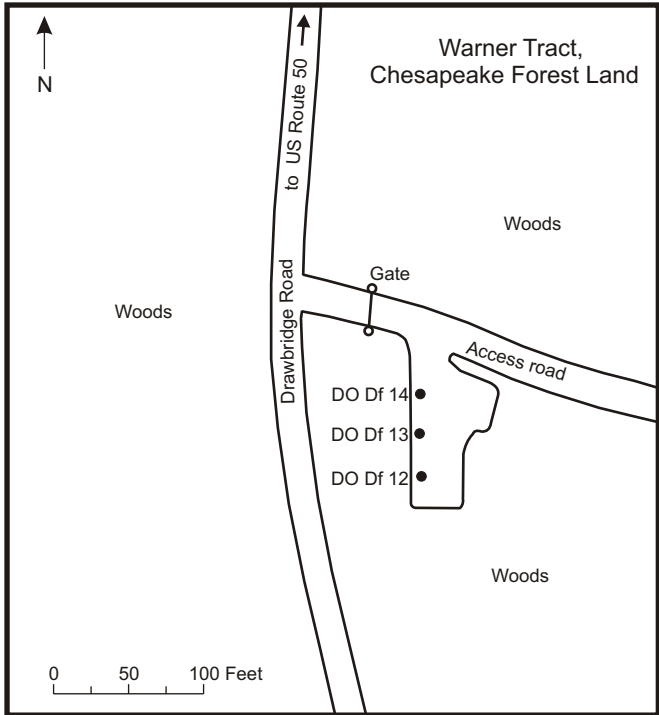 Warner Tract,
Chesapeake Forest Land
N
to US Route 50
Woods
Gate
Woods
Drawbridge Road
Access road
DO Df 14
DO Df 13
DO Df 12
Woods
0 50 100 Feet